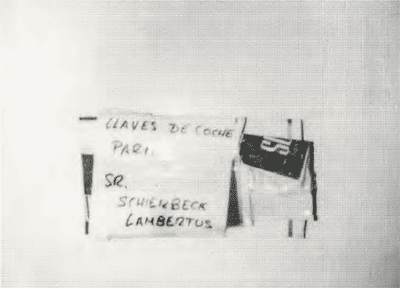 LLAVES DE COCHE
PARA
SR.
SCHIERBECK
LAMBERTUS